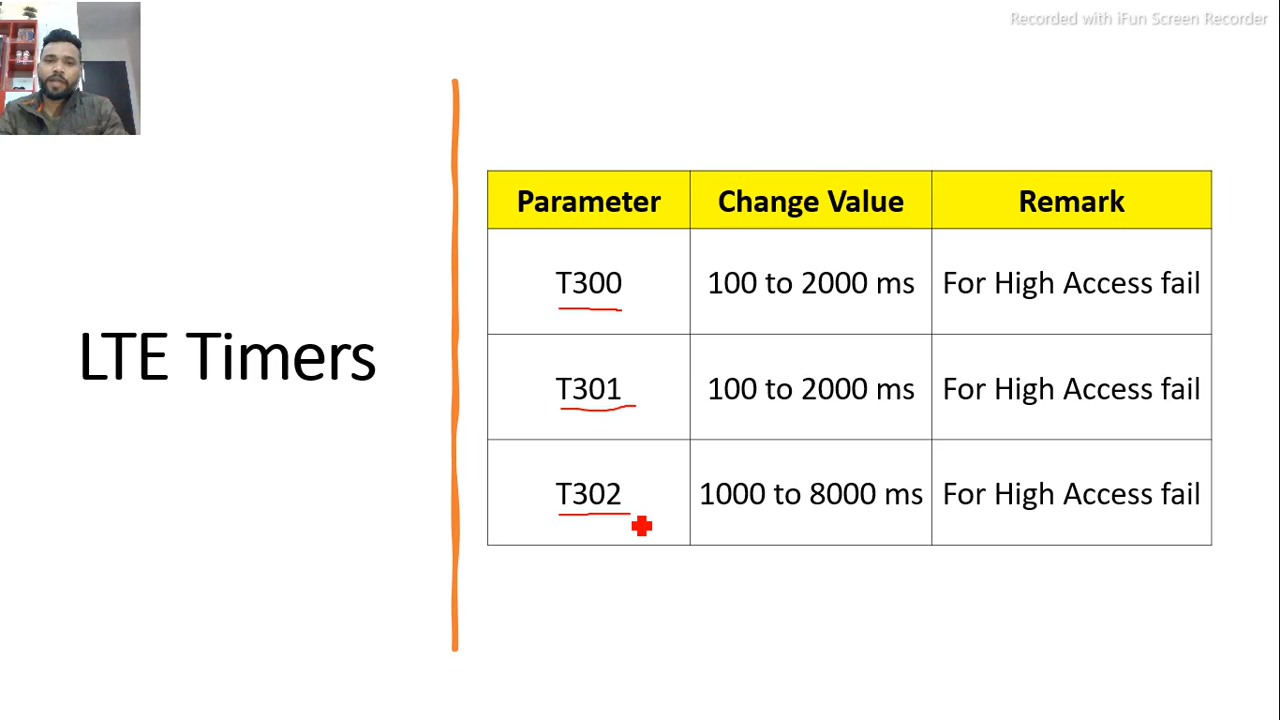 Recorded with iFun Screen Recorder
LTE Timers
Parameter Change Value Remark
T300 100 to 2000 ms For High Access fail
T301 100 to 2000 ms For High Access fail
T302 1000 to 8000 ms For High Access fail